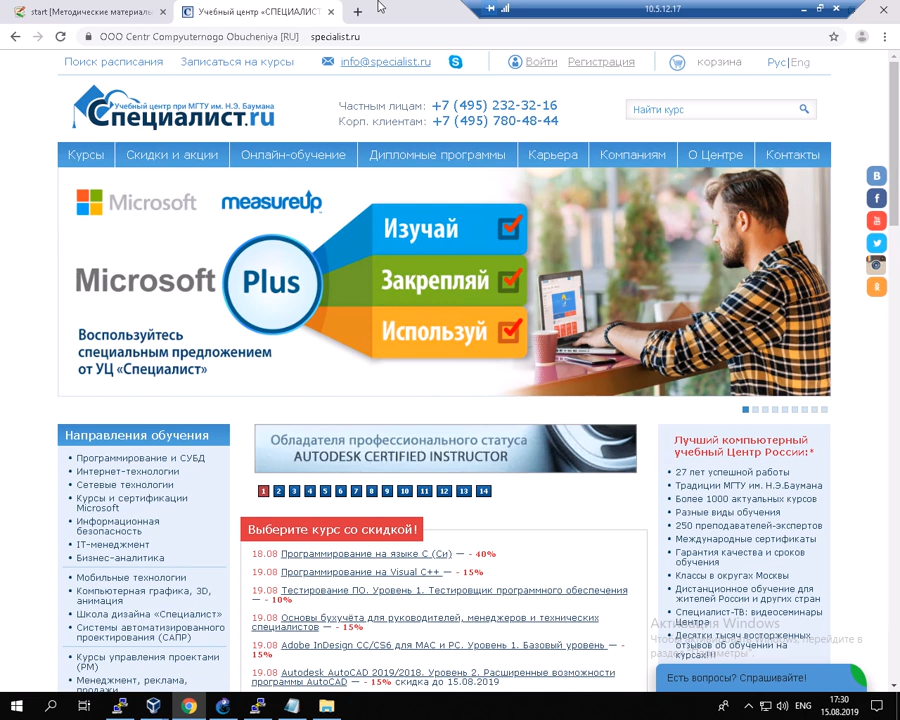 start [Методические материаль
Учебный центр «СПЕЦИАЛИСТ
10.5.12.17
OOO Centr Compyuternogo Obucheniya [RU]
specialist.ru
Поиск расписания
Записаться на курсы
info@specialist.ru
Войти
Регистрация
корзина
Рус|Eng
Учебный центр при МГТУ им. Н.Э.Баумана
Специалист.ru
Частным лицам: +7 (495) 232-32-16
Корп. клиентам: +7 (495) 780-48-44
Найти курс
Курсы
Скидки и акции
Онлайн-обучение
Дипломные программы
Карьера
Компаниям
О Центре
Контакты
Microsoft
measureUp
Microsoft Plus
Изучай
Закрепляй
Используй
Воспользуйтесь
специальным предложением
от УЦ «Специалист»
Направления обучения
Программирование и СУБД
Интернет-технологии
Сетевые технологии
Курсы и сертификации
Microsoft
Информационная
безопасность
IT-менеджмент
Бизнес-аналитика
Мобильные технологии
Компьютерная графика, 3D,
анимация
Школа дизайна «Специалист»
Системы автоматизированного
проектирования (САПР)
Курсы управления проектами
(PM)
Менеджмент, реклама,
продажи
Обладателя профессионального статуса
AUTODESK CERTIFIED INSTRUCTOR
1 2 3 4 5 6 7 8 9 10 11 12 13 14
Выберите курс со скидкой!
18.08 Программирование на языке C (Си) — - 40%
19.08 Программирование на Visual C++ — - 15%
19.08 Тестирование ПО. Уровень 1. Тестировщик программного обеспечения
— - 10%
19.08 Основы бухучёта для руководителей, менеджеров и технических
специалистов — - 15%
19.08 Adobe InDesign CC/CS6 для MAC и PC. Уровень 1. Базовый уровень — -
15%
19.08 Autodesk AutoCAD 2019/2018. Уровень 2. Расширенные возможности
программы AutoCAD — - 15% скидка до 15.08.2019
Лучший компьютерный
учебный Центр России:*
27 лет успешной работы
Традиции МГТУ им. Н.Э.Баумана
Более 1000 актуальных курсов
Разные виды обучения
250 преподавателей-экспертов
Международные сертификаты
Гарантия качества и сроков
обучения
Классы в округах Москвы
Дистанционное обучение для
жителей России и других стран
Специалист-ТВ: видеосеминары
Центра
Десятки тысяч восторженных
отзывов об обучении на
курсах!!!
Активация Windows
Чтобы активировать Windows, перейдите в
раздел "Параметры".
Есть вопросы? Спрашивайте!
ENG
17:30
15.08.2019